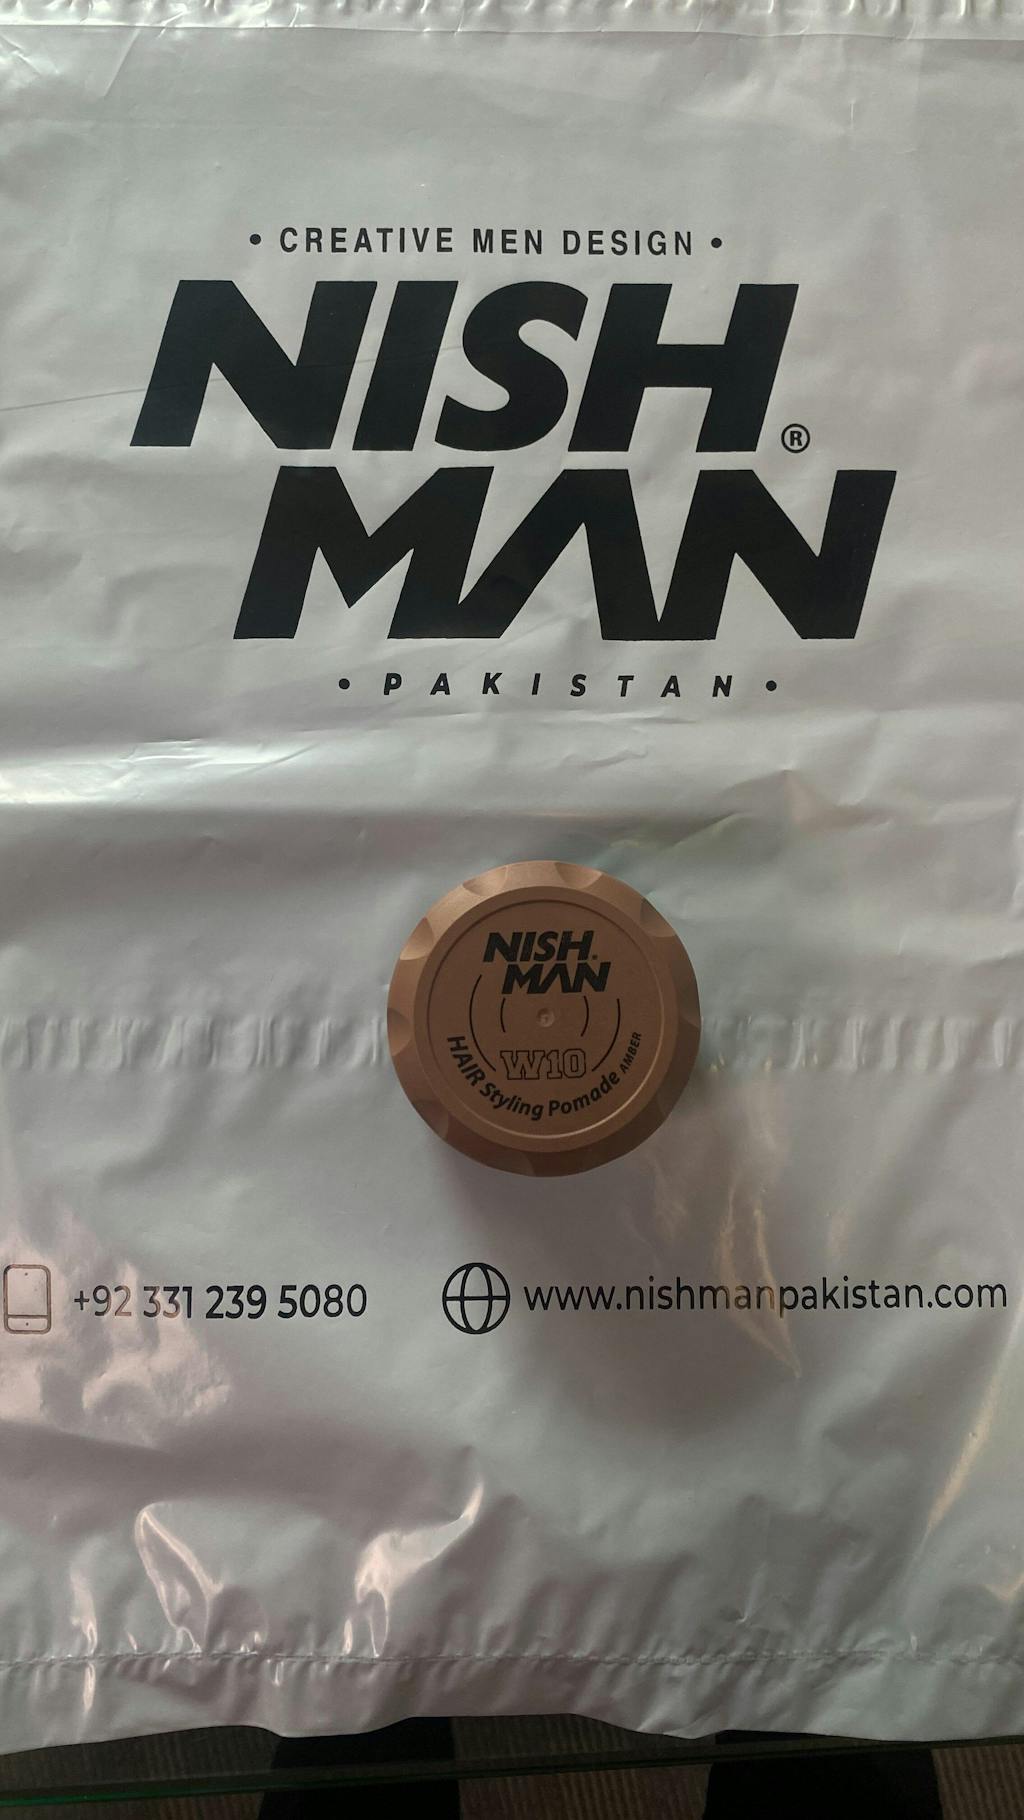 • CREATIVE MEN DESIGN •
NISH
MAN®
• PAKISTAN •
NISH®
MAN
W10
HAIR Styling Pomade AMBER
+92 331 239 5080
www.nishmanpakistan.com